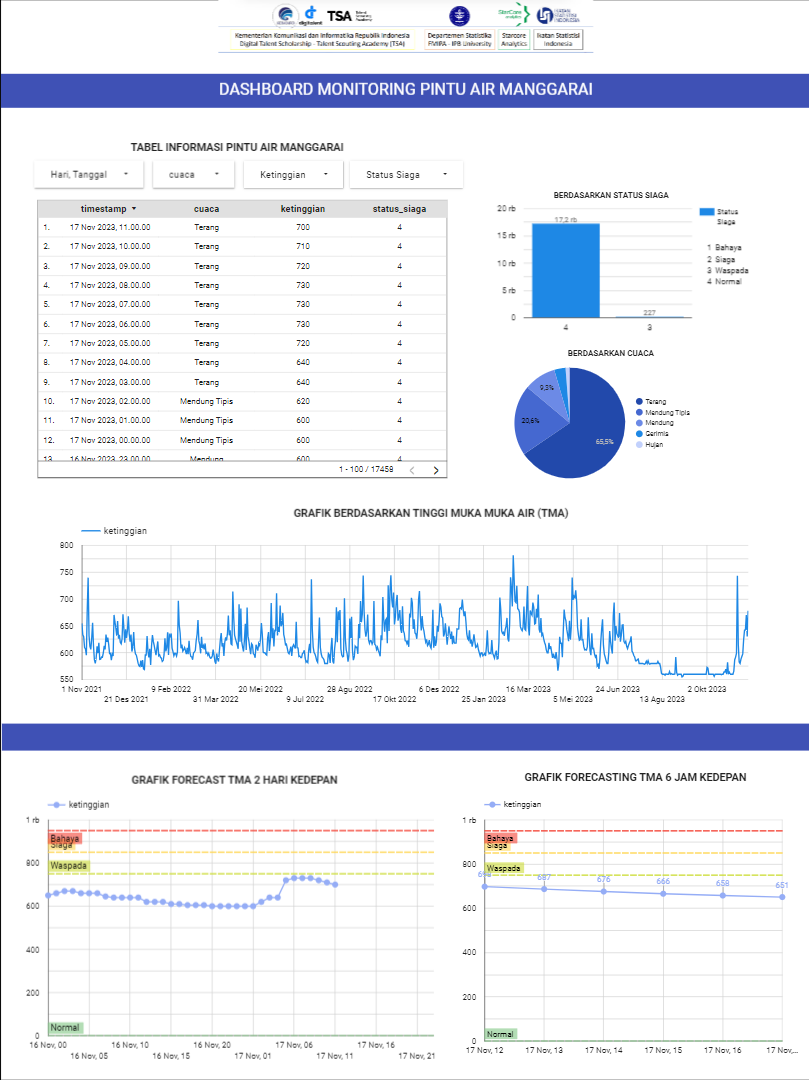 digitalent
TSA
StarCore
Kementerian Komunikasi dan Informatika Republik Indonesia
Digital Talent Scholarship - Talent Scouting Academy (TSA)
Departemen Statistika
FMIPA - IPB University
Starcore
Analytics
Ikatan Statistisi
Indonesia
DASHBOARD MONITORING PINTU AIR MANGGARAI
TABEL INFORMASI PINTU AIR MANGGARAI
Hari, Tanggal cuaca Ketinggian Status Siaga
timestamp cuaca ketinggian status_siaga
1. 17 Nov 2023, 11.00.00 Terang 700 4
2. 17 Nov 2023, 10.00.00 Terang 710 4
3. 17 Nov 2023, 09.00.00 Terang 720 4
4. 17 Nov 2023, 08.00.00 Terang 730 4
5. 17 Nov 2023, 07.00.00 Terang 730 4
6. 17 Nov 2023, 06.00.00 Terang 730 4
7. 17 Nov 2023, 05.00.00 Terang 720 4
8. 17 Nov 2023, 04.00.00 Terang 640 4
9. 17 Nov 2023, 03.00.00 Terang 640 4
10. 17 Nov 2023, 02.00.00 Mendung Tipis 620 4
11. 17 Nov 2023, 01.00.00 Mendung Tipis 600 4
12. 17 Nov 2023, 00.00.00 Mendung Tipis 600 4
13. 16 Nov 2023, 23.00.00 Mendung 600 4
1 - 100 / 17458 < >
BERDASARKAN STATUS SIAGA
20 rb
15 rb
10 rb
5 rb
0
17,2 rb
227
4 3
Status
Siaga
1 Bahaya
2 Siaga
3 Waspada
4 Normal
BERDASARKAN CUACA
9,3%
20,6%
65,5%
Terang
Mendung Tipis
Mendung
Gerimis
Hujan
GRAFIK BERDASARKAN TINGGI MUKA MUKA AIR (TMA)
ketinggian
800
750
700
650
600
550
1 Nov 2021 9 Feb 2022 20 Mei 2022 28 Agu 2022 6 Des 2022 16 Mar 2023 24 Jun 2023 2 Okt 2023
21 Des 2021 31 Mar 2022 9 Jul 2022 17 Okt 2022 25 Jan 2023 5 Mei 2023 13 Agu 2023
GRAFIK FORECAST TMA 2 HARI KEDEPAN
ketinggian
1 rb
800
600
400
200
0
Bahaya
Siaga
Waspada
Normal
16 Nov, 00 16 Nov, 10 16 Nov, 20 17 Nov, 06 17 Nov, 16
16 Nov, 05 16 Nov, 15 17 Nov, 01 17 Nov, 11 17 Nov, 21
GRAFIK FORECASTING TMA 6 JAM KEDEPAN
ketinggian
1 rb
800
600
400
200
0
Bahaya
Siaga
Waspada
687 676 666 658 651
Normal
17 Nov, 12 17 Nov, 13 17 Nov, 14 17 Nov, 15 17 Nov, 16 17 Nov,...